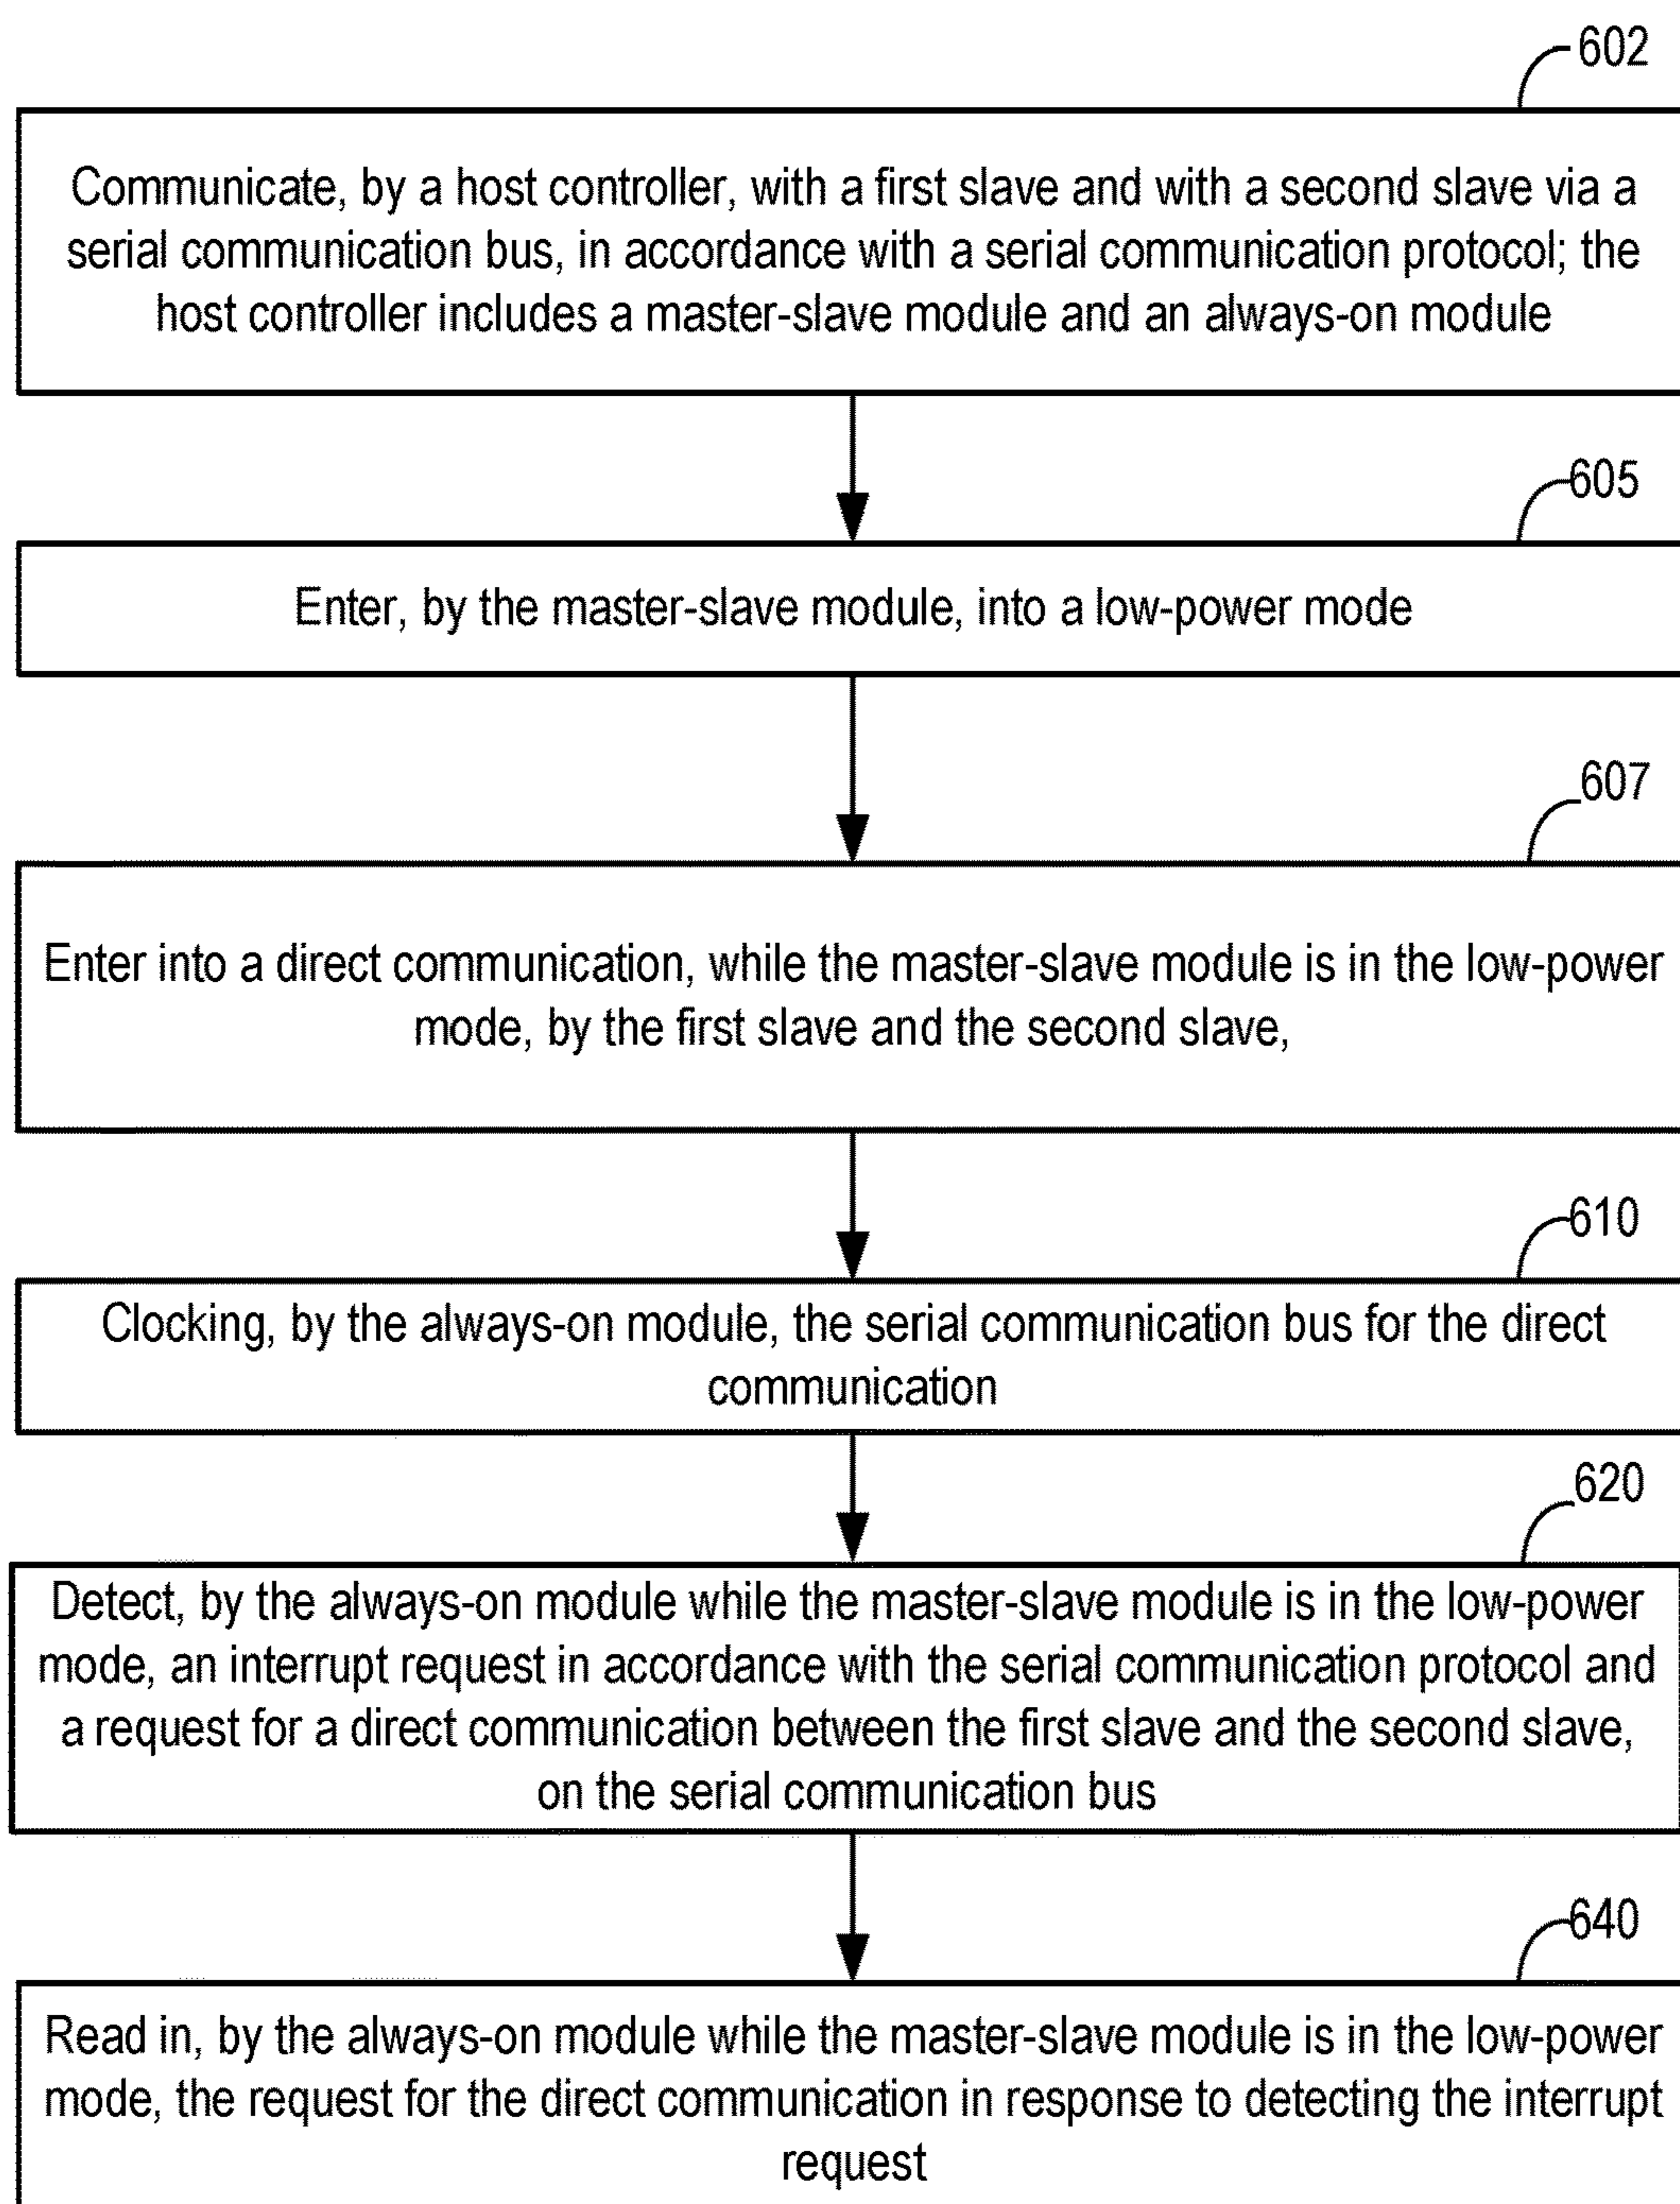 602
Communicate, by a host controller, with a first slave and with a second slave via a
serial communication bus, in accordance with a serial communication protocol; the
host controller includes a master-slave module and an always-on module
605
Enter, by the master-slave module, into a low-power mode
607
Enter into a direct communication, while the master-slave module is in the low-power
mode, by the first slave and the second slave,
610
Clocking, by the always-on module, the serial communication bus for the direct
communication
620
Detect, by the always-on module while the master-slave module is in the low-power
mode, an interrupt request in accordance with the serial communication protocol and
a request for a direct communication between the first slave and the second slave,
on the serial communication bus
640
Read in, by the always-on module while the master-slave module is in the low-power
mode, the request for the direct communication in response to detecting the interrupt
request